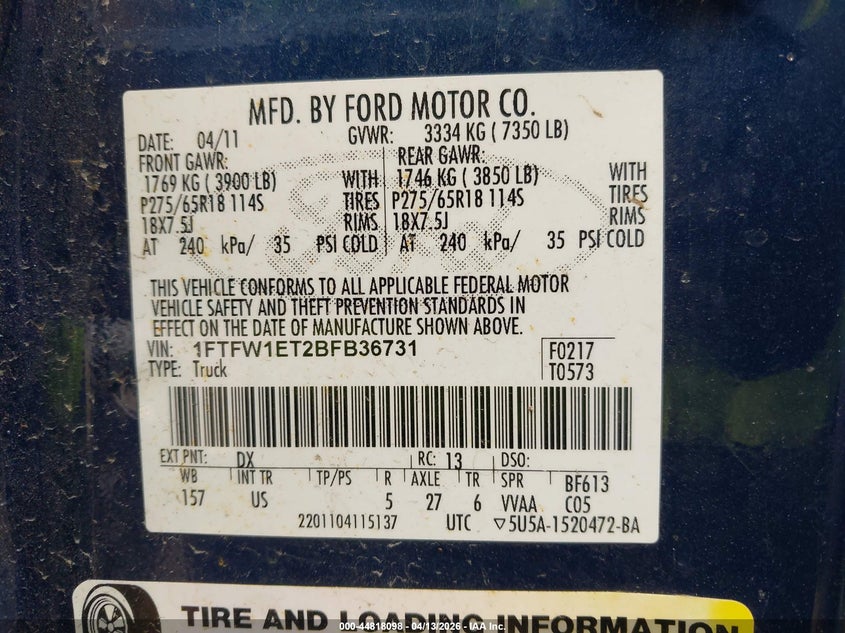 MFD. BY FORD MOTOR CO.
DATE: 04/11 GVWR: 3334 KG ( 7350 LB)
FRONT GAWR: REAR GAWR:
1769 KG ( 3900 LB) WITH 1746 KG ( 3850 LB) WITH
P275/65R18 114S TIRES P275/65R18 114S TIRES
18X7.5J RIMS 18X7.5J RIMS
AT 240 kPa/ 35 PSI COLD AT 240 kPa/ 35 PSI COLD
THIS VEHICLE CONFORMS TO ALL APPLICABLE FEDERAL MOTOR
VEHICLE SAFETY AND THEFT PREVENTION STANDARDS IN
EFFECT ON THE DATE OF MANUFACTURE SHOWN ABOVE.
VIN: 1FTFW1ET2BFB36731 F0217
TYPE: Truck T0573
EXT PNT: DX RC: 13 DSO:
WB INT TR TP/PS R AXLE TR SPR BF613
157 US 5 27 6 VVAA C05
2201104115137 UTC ▽5U5A-1520472-BA
TIRE AND LOADING INFORMATION
000-44818098 - 04/13/2026 - IAA Inc.